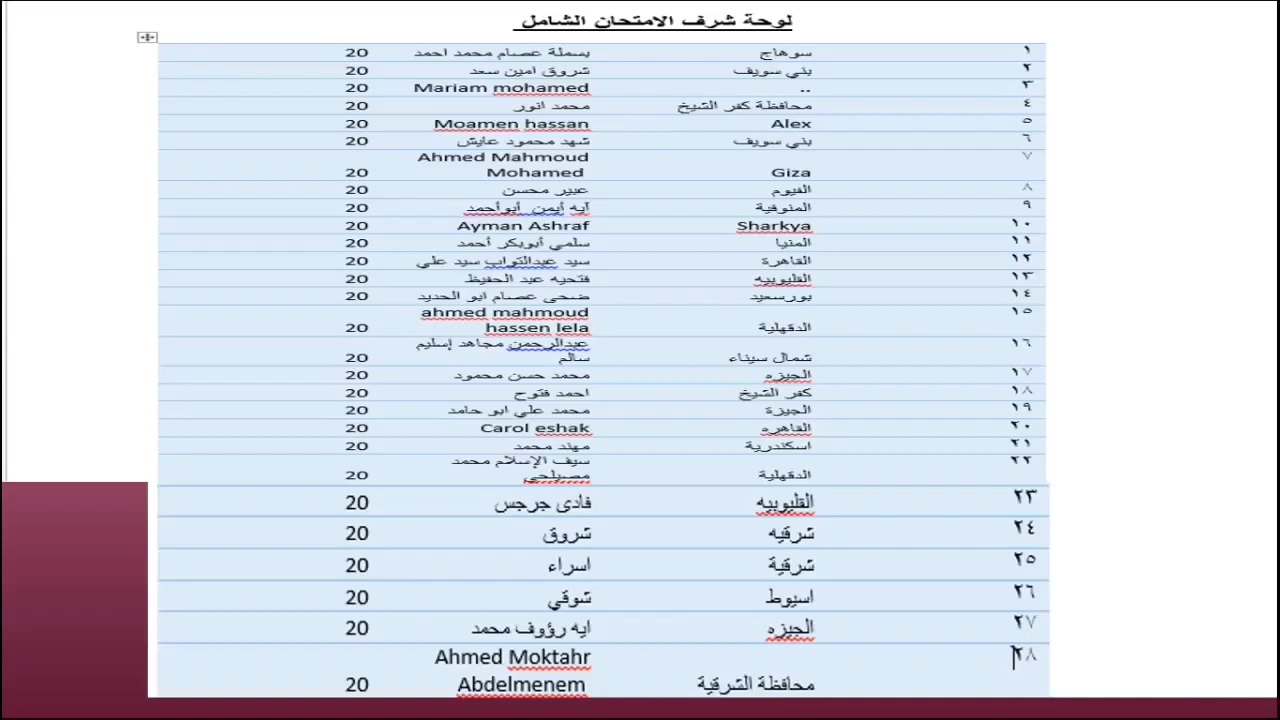 لوحة شرف الامتحان الشامل
١ سوهاج بسملة عصام محمد احمد 20
٢ بني سويف شروق امين سعد 20
٣ .. Mariam mohamed 20
٤ محافظة كفر الشيخ محمد انور 20
٥ Alex Moamen hassan 20
٦ بني سويف شهد محمود عايش 20
٧ Ahmed Mahmoud
Giza Mohamed 20
٨ الفيوم عبير محسن 20
٩ المنوفية آيه أيمن أبوأحمد 20
١٠ Sharkya Ayman Ashraf 20
١١ المنيا سلمي أبوبكر أحمد 20
١٢ القاهرة سيد عبدالتواب سيد علي 20
١٣ القليوبيه فتحيه عبد الحفيظ 20
١٤ بورسعيد ضحى عصام ابو الحديد 20
١٥ ahmed mahmoud
الدقهلية hassen lela 20
١٦ عبدالرحمن مجاهد إسليم
شمال سيناء سالم 20
١٧ الجيزه محمد حسن محمود 20
١٨ كفر الشيخ احمد فتوح 20
١٩ الجيزة محمد علي ابو حامد 20
٢٠ القاهره Carol eshak 20
٢١ اسكندرية مهند محمد 20
٢٢ سيف الإسلام محمد
الدقهلية مصيلحي 20
٢٣ القليوبيه فادى جرجس 20
٢٤ شرقيه شروق 20
٢٥ شرقية اسراء 20
٢٦ اسيوط شوقي 20
٢٧ الجيزه ايه رؤوف محمد 20
٢٨ Ahmed Moktahr
محافظة الشرقية Abdelmenem 20